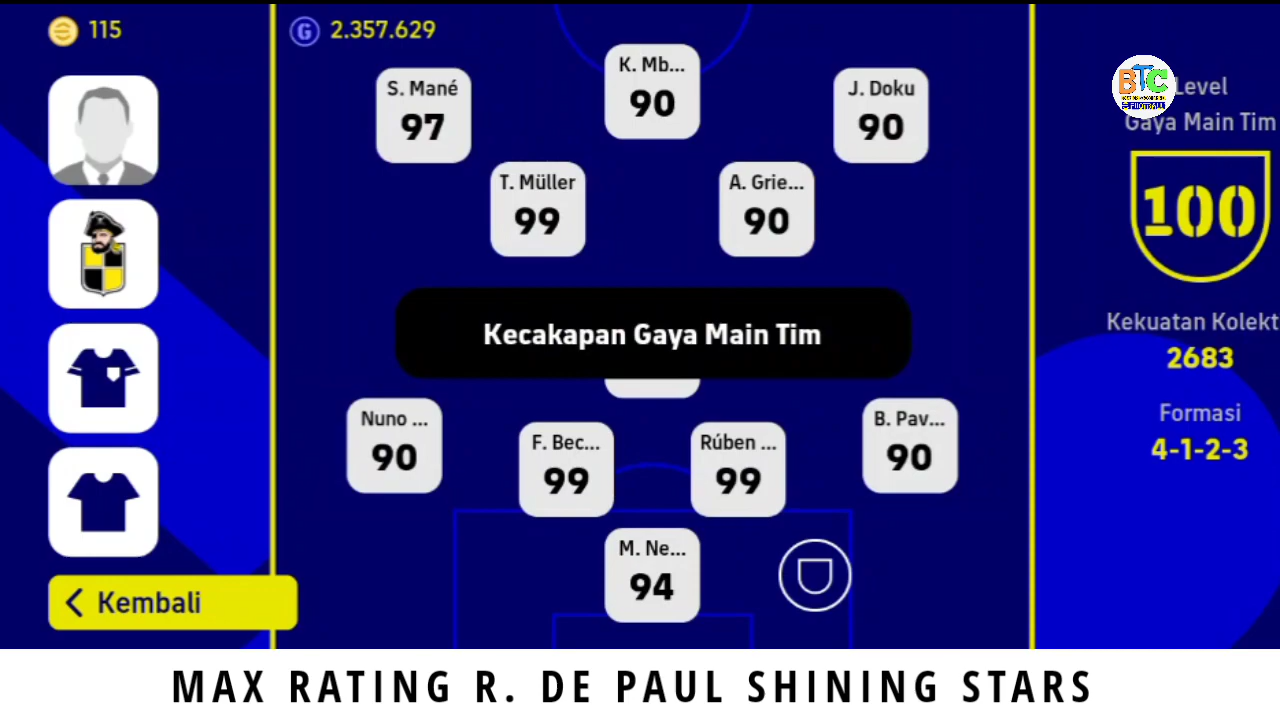 115
2.357.629
S. Mané
97
K. Mb...
90
J. Doku
90
T. Müller
99
A. Grie...
90
Kecakapan Gaya Main Tim
Nuno ...
90
F. Bec...
99
Rúben ...
99
B. Pav...
90
M. Ne...
94
Kembali
BTC
FOOTBALL
Level
Gaya Main Tim
100
Kekuatan Kolekt
2683
Formasi
4-1-2-3
MAX RATING R. DE PAUL SHINING STARS